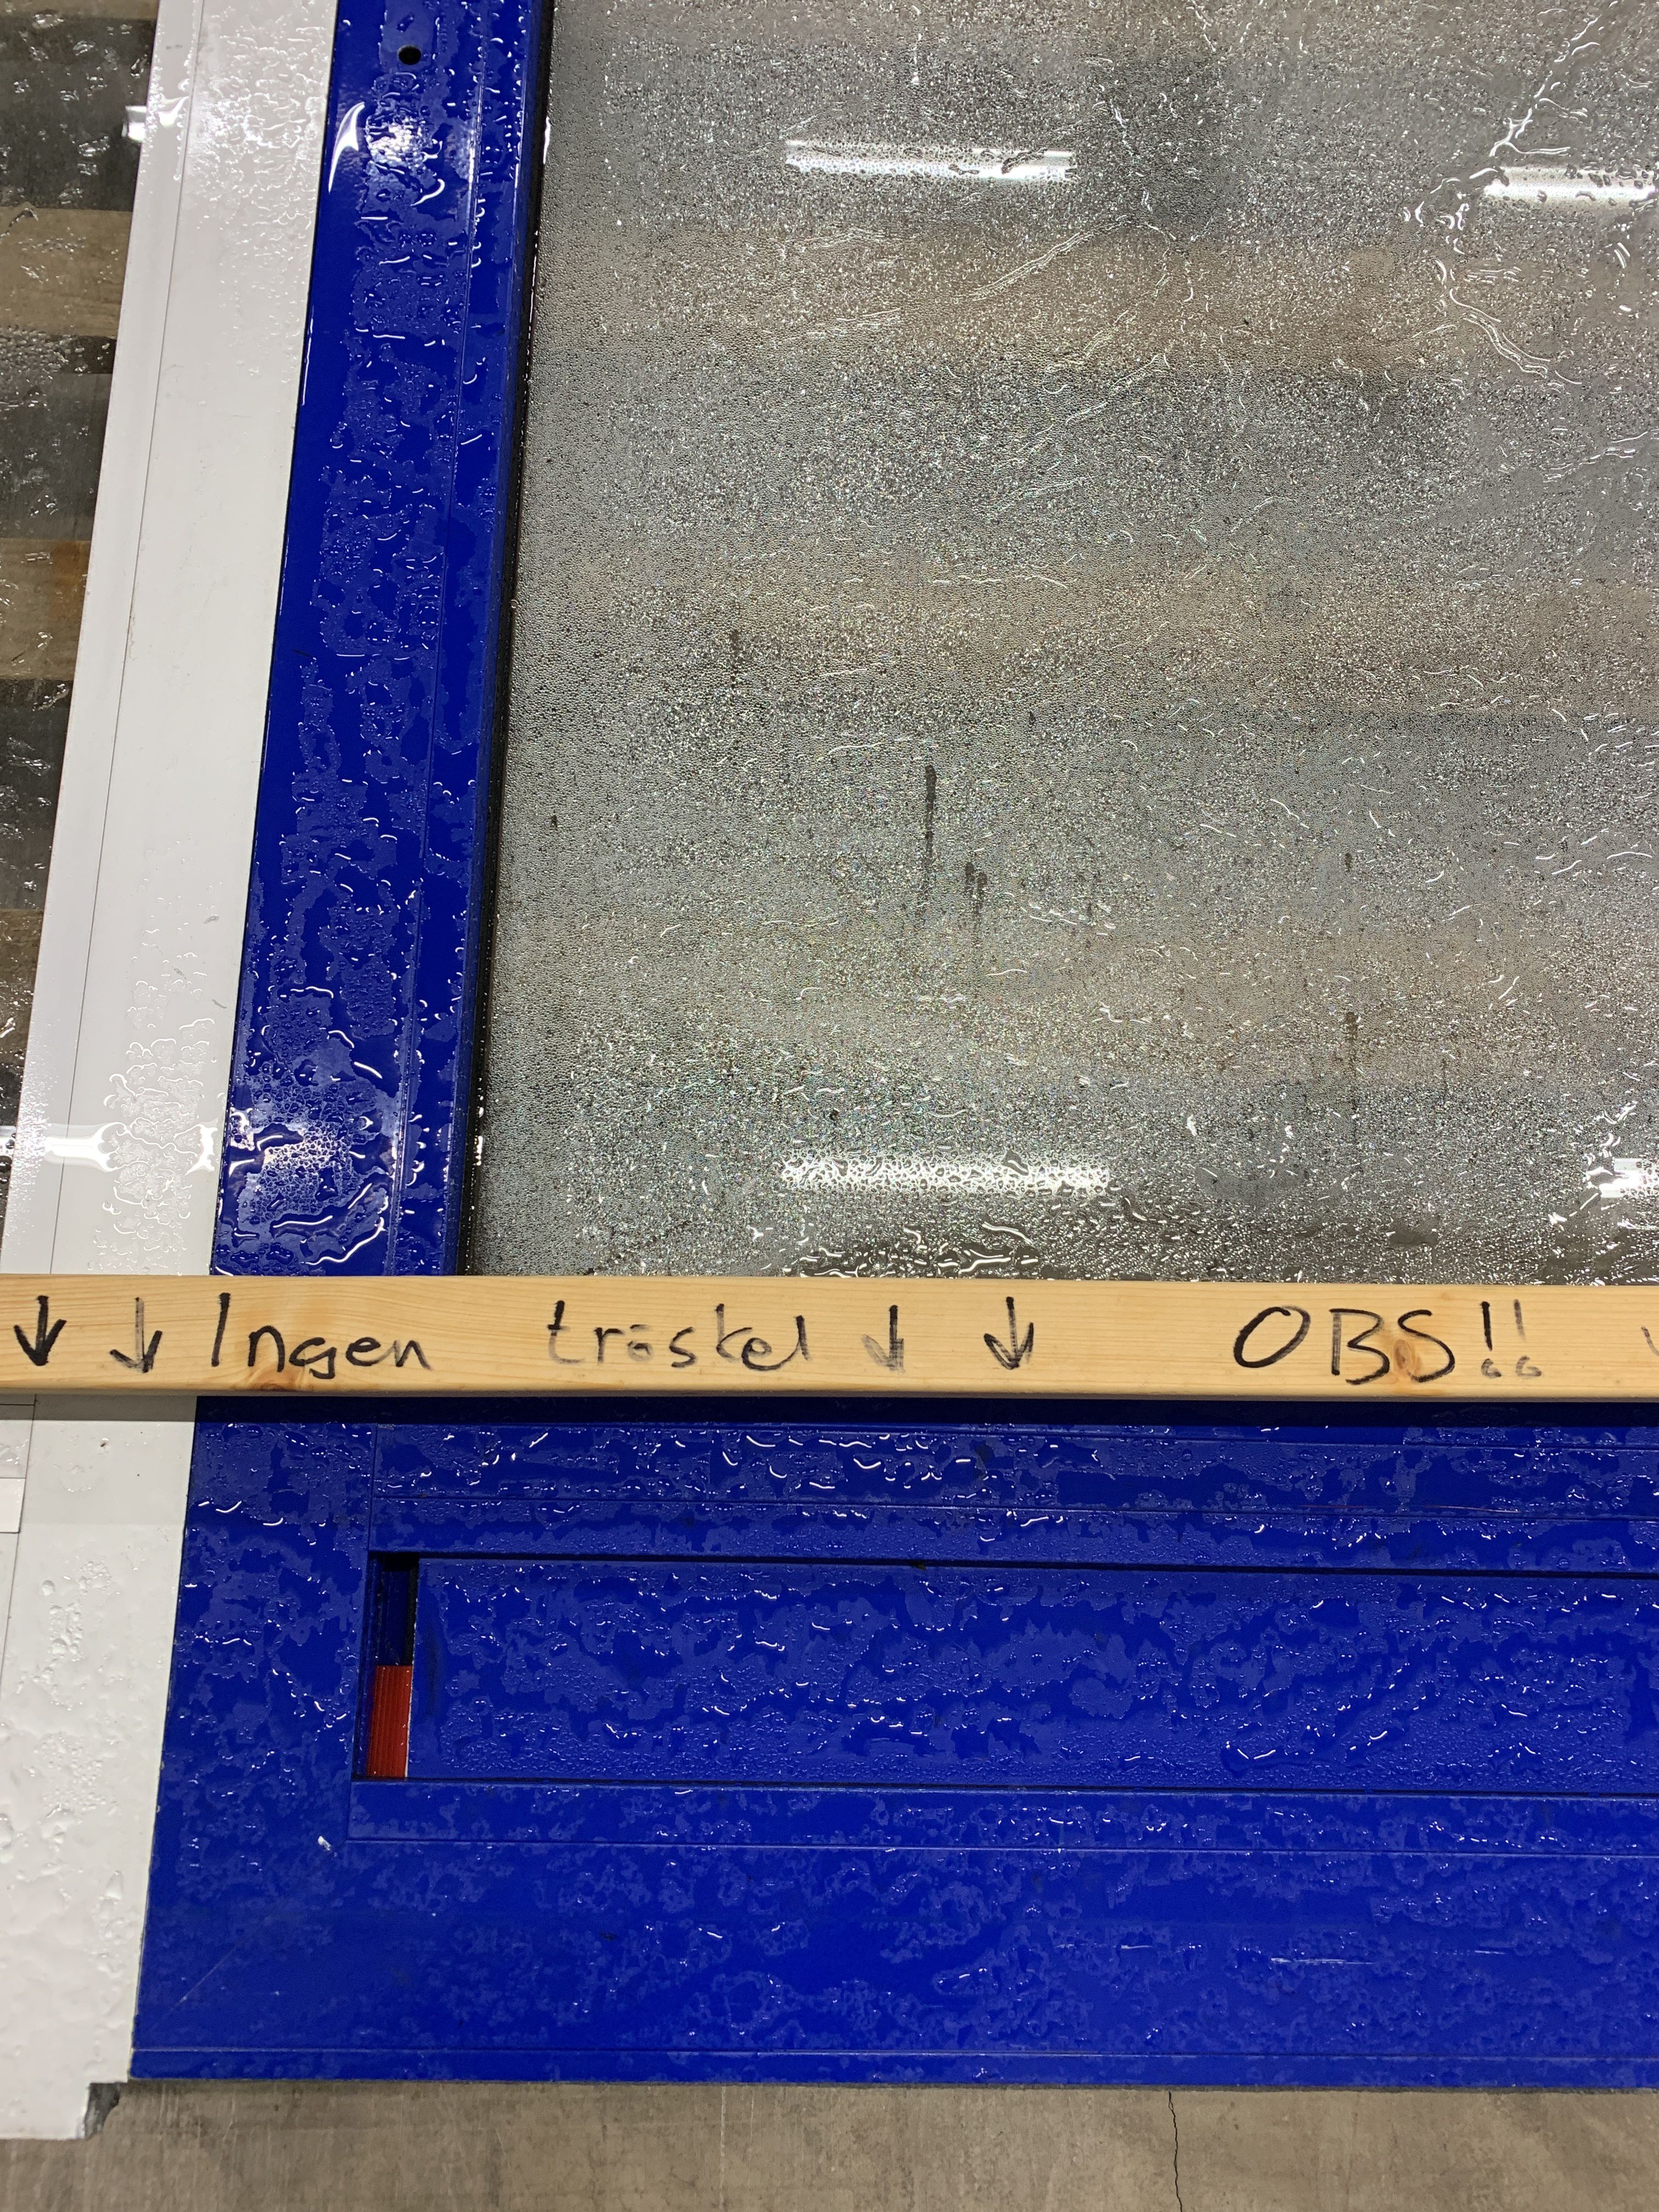 ↓ ↓ Ingen tröskel ↓ ↓ OBS!!